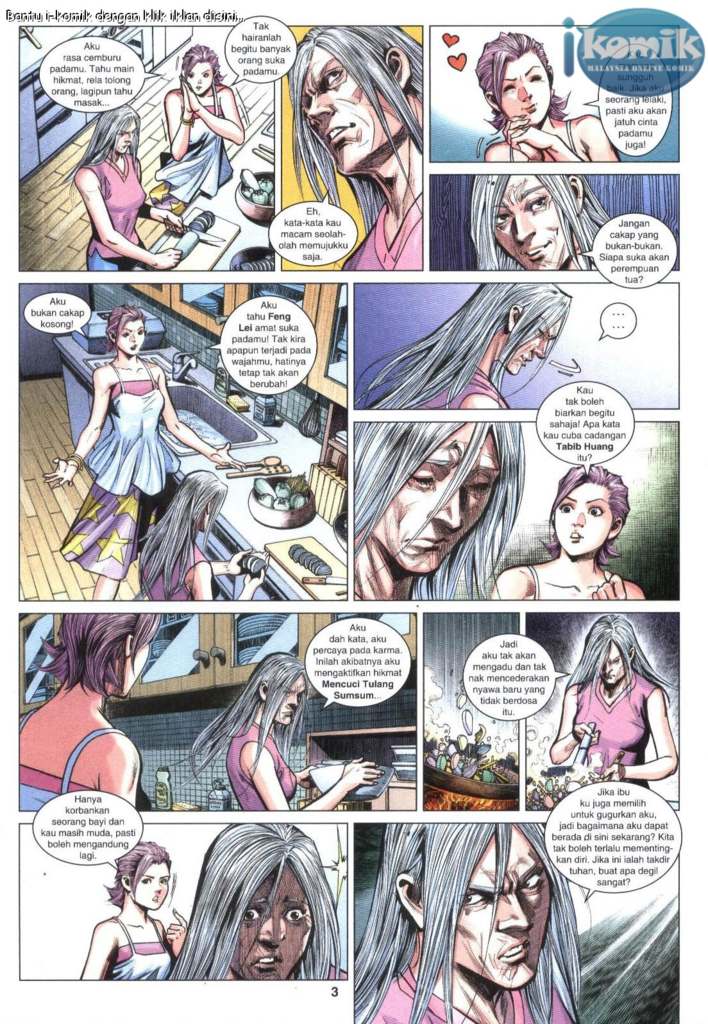 Bantu i-komik dengan klik iklan disini...
ikomik
MALAYSIA ONLINE KOMIK
Aku
rasa cemburu
padamu. Tahu main
hikmat, rela tolong
orang, lagipun tahu
masak...
Tak
hairanlah
begitu banyak
orang suka
padamu.
Eh,
kata-kata kau
macam seolah-
olah memujukku
saja.
sungguh
baik. Jika aku
seorang lelaki,
pasti aku akan
jatuh cinta
padamu
juga!
Jangan
cakap yang
bukan-bukan.
Siapa suka akan
perempuan
tua?
Aku
bukan cakap
kosong!
Aku
tahu Feng
Lei amat suka
padamu! Tak kira
apapun terjadi pada
wajahmu, hatinya
tetap tak akan
berubah!
...
...
Kau
tak boleh
biarkan begitu
sahaja! Apa kata
kau cuba cadangan
Tabib Huang
itu?
Aku
dah kata, aku
percaya pada karma.
Inilah akibatnya aku
mengaktifkan hikmat
Mencuci Tulang
Sumsum...
Jadi
aku tak akan
mengadu dan tak
nak mencederakan
nyawa baru yang
tidak berdosa
itu.
Hanya
korbankan
seorang bayi dan
kau masih muda, pasti
boleh mengandung
lagi.
Jika ibu
ku juga memilih
untuk gugurkan aku,
jadi bagaimana aku dapat
berada di sini sekarang? Kita
tak boleh terlalu mementing-
kan diri. Jika ini ialah takdir
tuhan, buat apa degil
sangat?
3